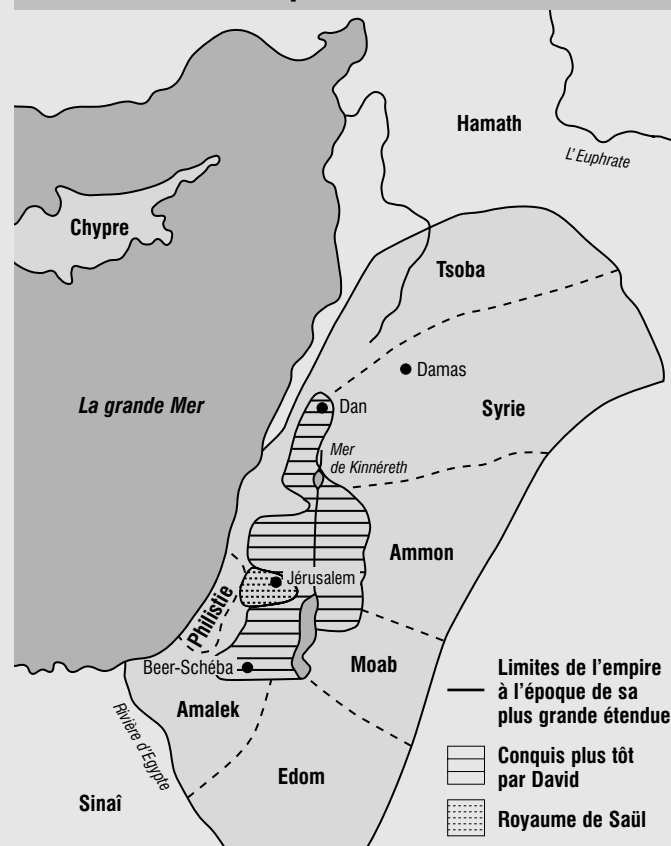 Hamath
L'Euphrate
Chypre
Tsoba
Damas
La grande Mer
Dan
Syrie
Mer
de Kinnéreth
Ammon
Jérusalem
Philistie
Beer-Schéba
Moab
Amalek
Rivière d'Egypte
Edom
Sinaî
Limites de l'empire
à l'époque de sa
plus grande étendue
Conquis plus tôt
par David
Royaume de Saül